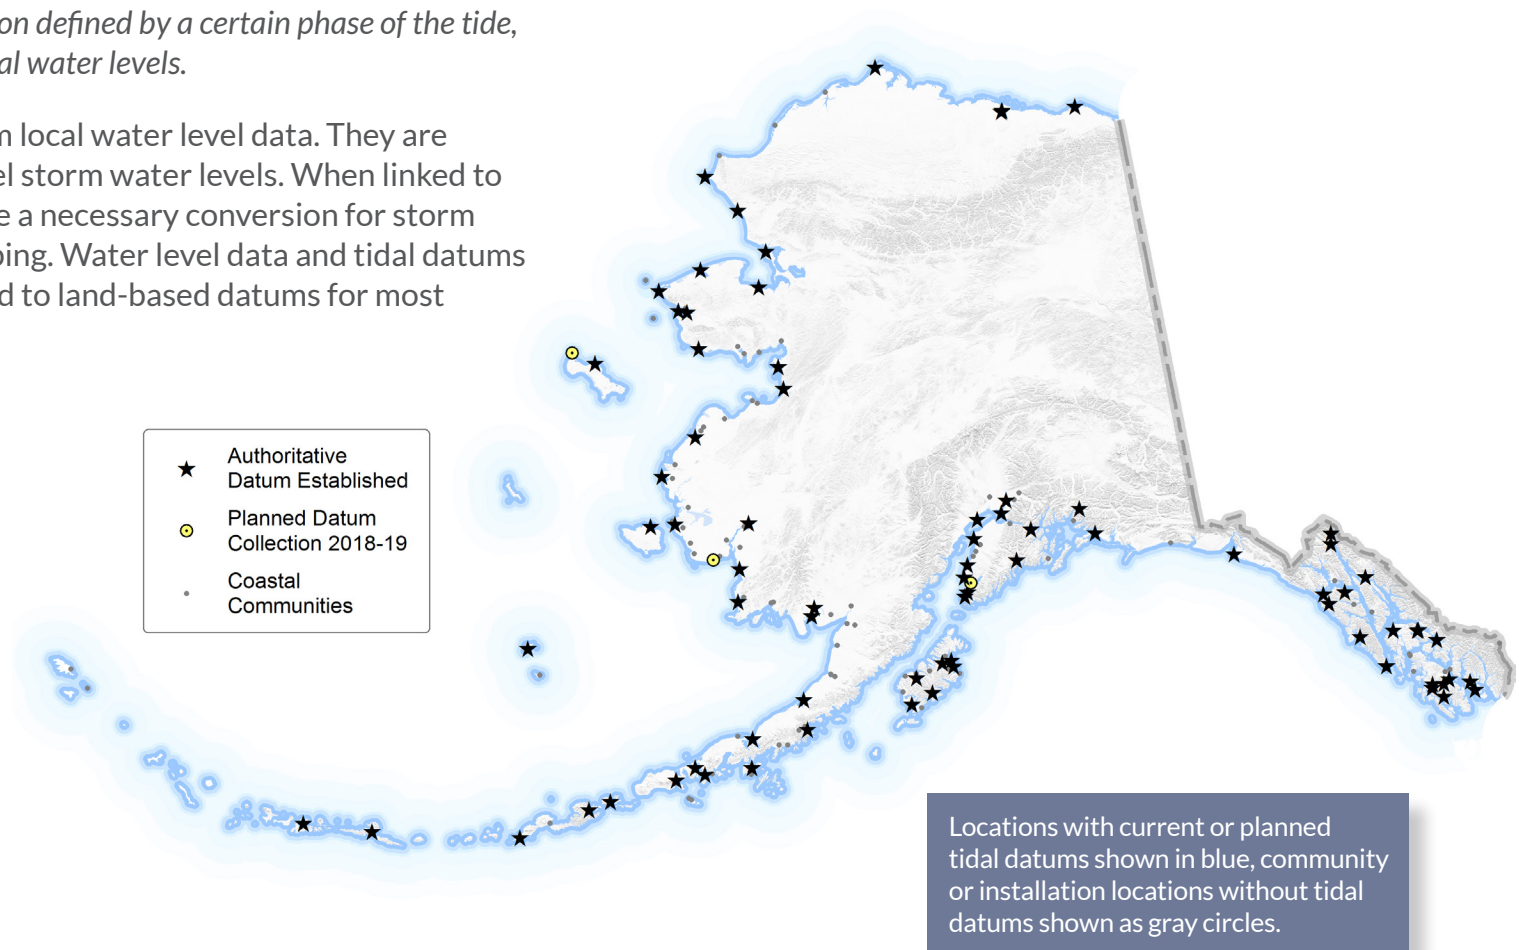 on defined by a certain phase of the tide,
al water levels.
local water level data. They are
el storm water levels. When linked to
e a necessary conversion for storm
ping. Water level data and tidal datums
d to land-based datums for most
Authoritative
Datum Established
Planned Datum
Collection 2018-19
Coastal
Communities
Locations with current or planned
tidal datums shown in blue, community
or installation locations without tidal
datums shown as gray circles.